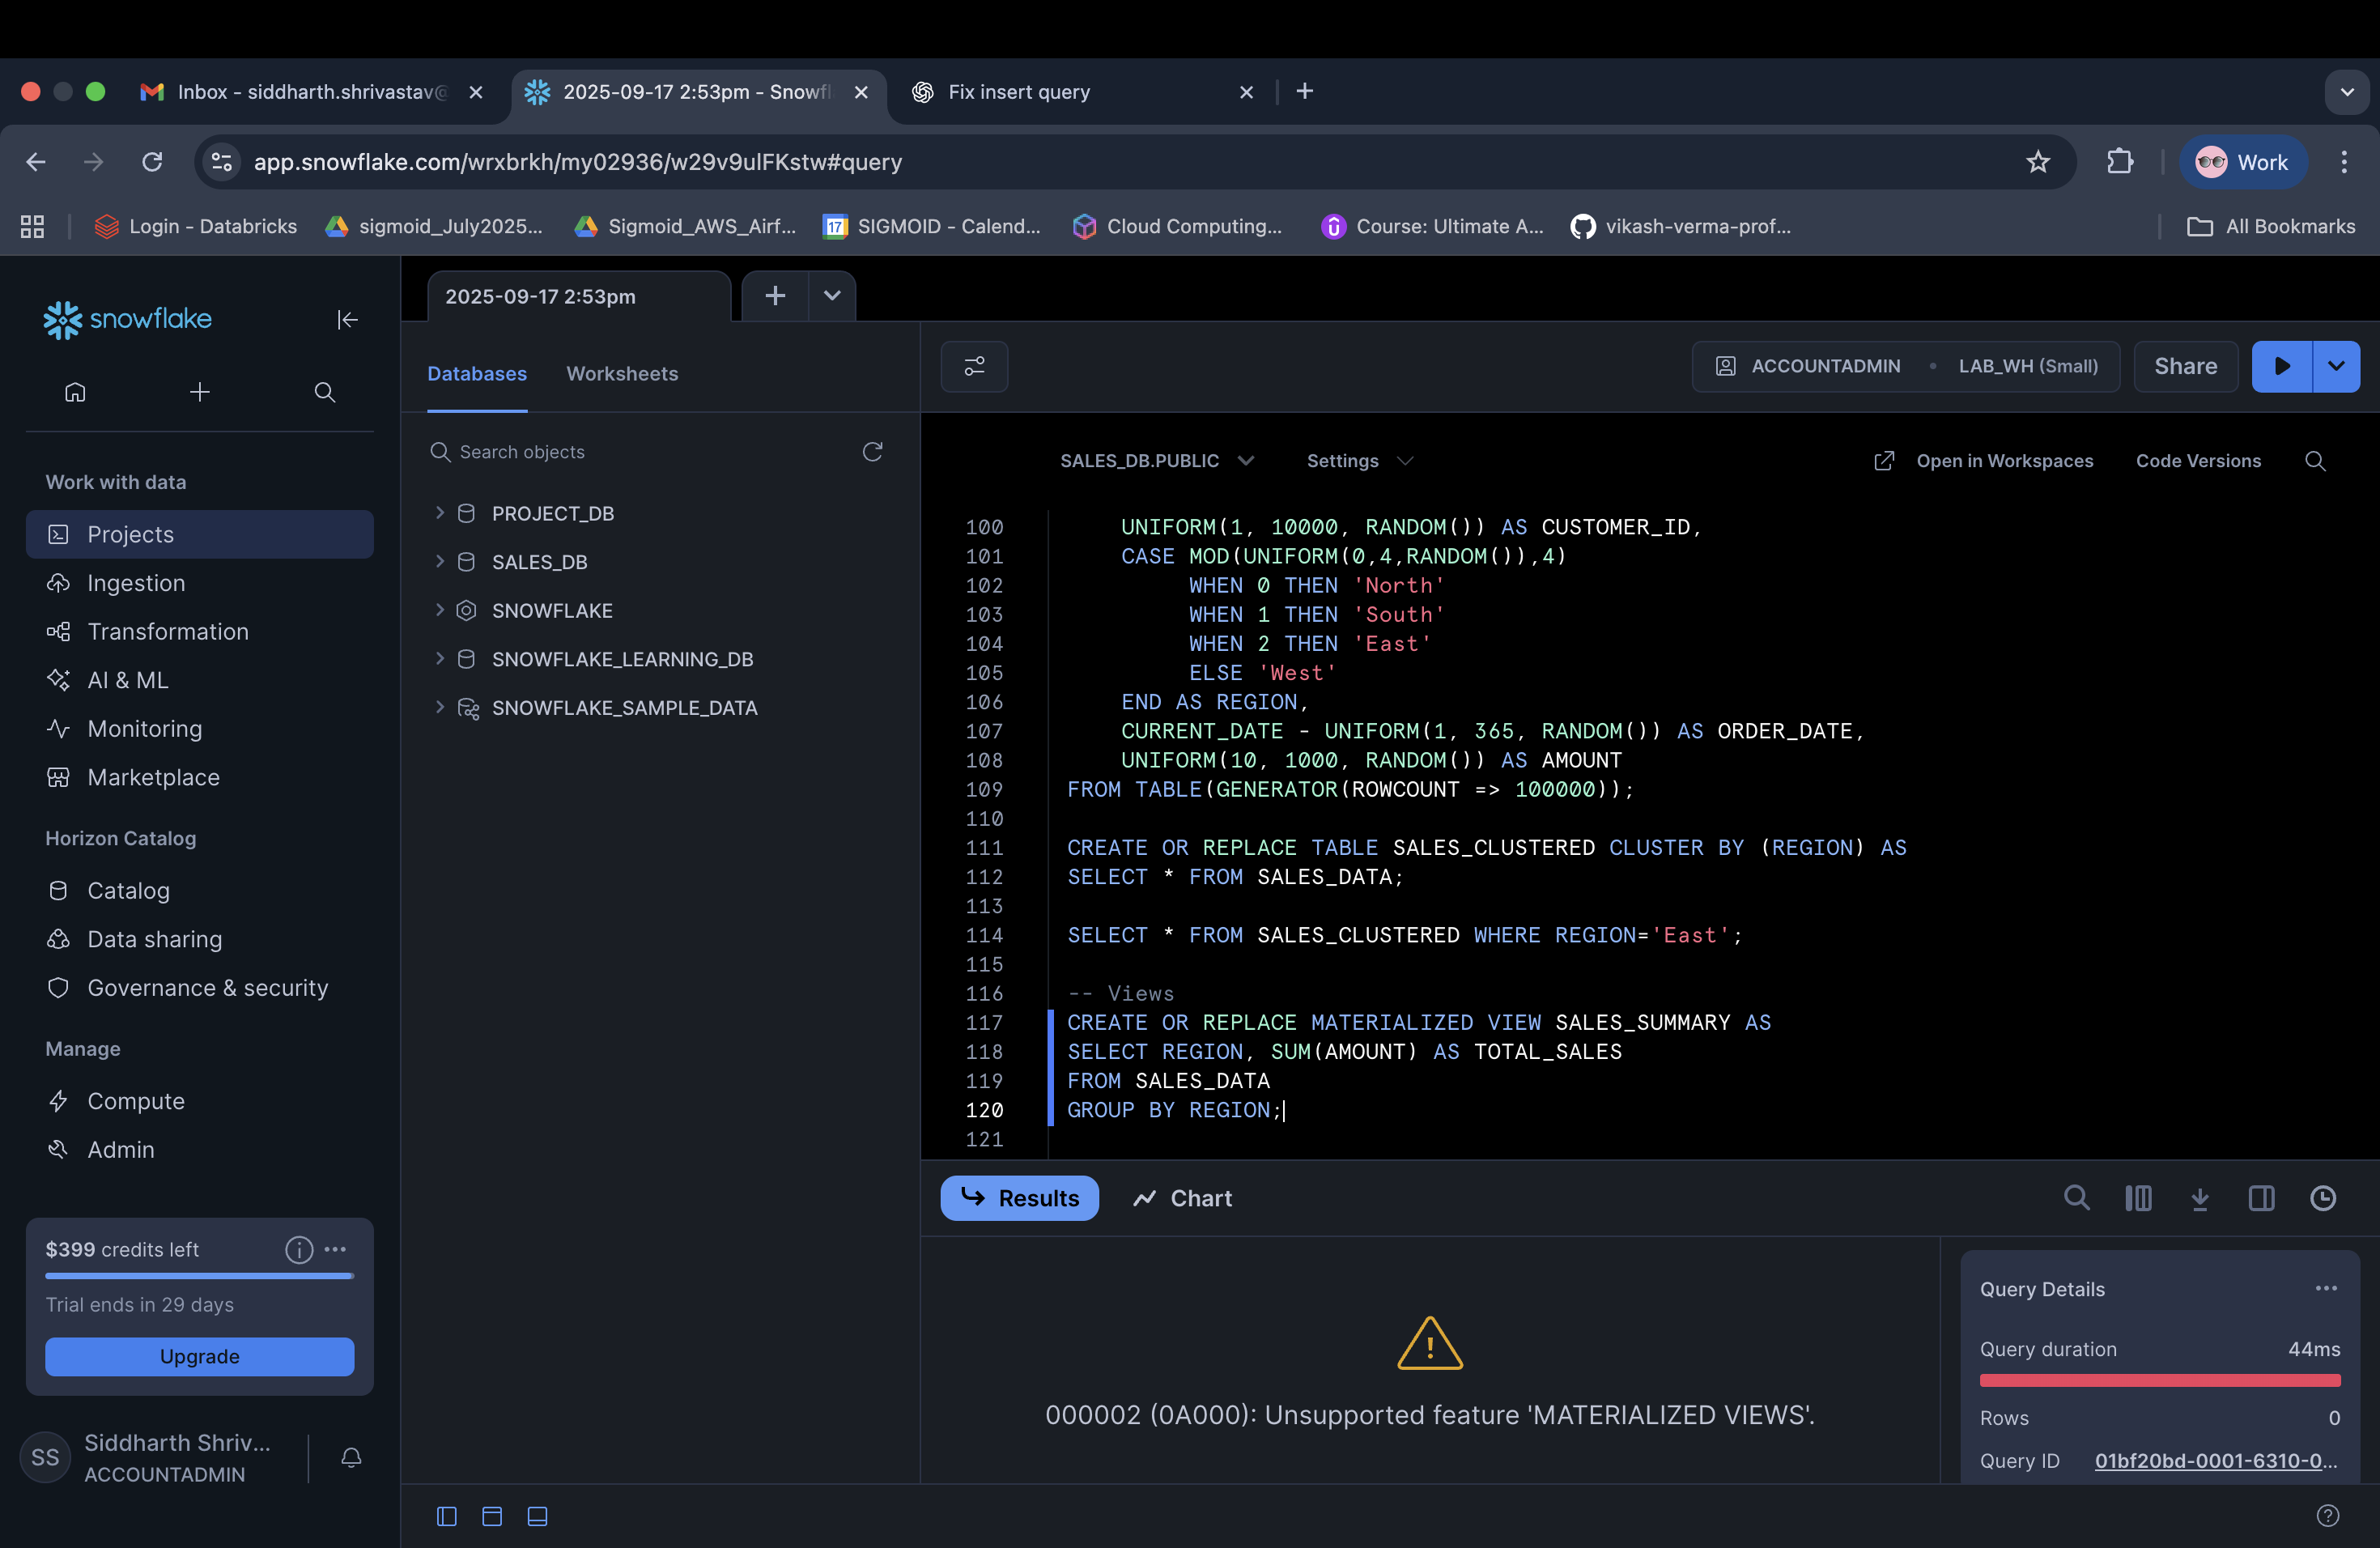 Inbox - siddharth.shrivastav@
2025-09-17 2:53pm - Snowfl
Fix insert query
app.snowflake.com/wrxbrkh/my02936/w29v9ulFKstw#query
Work
Login - Databricks
sigmoid_July2025...
Sigmoid_AWS_Airf...
17
SIGMOID - Calend...
Cloud Computing...
Course: Ultimate A...
vikash-verma-prof...
All Bookmarks
snowflake
Work with data
Projects
Ingestion
Transformation
AI & ML
Monitoring
Marketplace
Horizon Catalog
Catalog
Data sharing
Governance & security
Manage
Compute
Admin
$399 credits left
Trial ends in 29 days
Upgrade
SS
Siddharth Shriv...
ACCOUNTADMIN
2025-09-17 2:53pm
Databases
Worksheets
Search objects
PROJECT_DB
SALES_DB
SNOWFLAKE
SNOWFLAKE_LEARNING_DB
SNOWFLAKE_SAMPLE_DATA
ACCOUNTADMIN
LAB_WH (Small)
Share
SALES_DB.PUBLIC
Settings
Open in Workspaces
Code Versions
100 UNIFORM(1, 10000, RANDOM()) AS CUSTOMER_ID,
101 CASE MOD(UNIFORM(0,4,RANDOM()),4)
102 WHEN 0 THEN 'North'
103 WHEN 1 THEN 'South'
104 WHEN 2 THEN 'East'
105 ELSE 'West'
106 END AS REGION,
107 CURRENT_DATE - UNIFORM(1, 365, RANDOM()) AS ORDER_DATE,
108 UNIFORM(10, 1000, RANDOM()) AS AMOUNT
109 FROM TABLE(GENERATOR(ROWCOUNT => 100000));
110
111 CREATE OR REPLACE TABLE SALES_CLUSTERED CLUSTER BY (REGION) AS
112 SELECT * FROM SALES_DATA;
113
114 SELECT * FROM SALES_CLUSTERED WHERE REGION='East';
115
116 -- Views
117 CREATE OR REPLACE MATERIALIZED VIEW SALES_SUMMARY AS
118 SELECT REGION, SUM(AMOUNT) AS TOTAL_SALES
119 FROM SALES_DATA
120 GROUP BY REGION;
121
Results
Chart
000002 (0A000): Unsupported feature 'MATERIALIZED VIEWS'.
Query Details
Query duration 44ms
Rows 0
Query ID 01bf20bd-0001-6310-0...